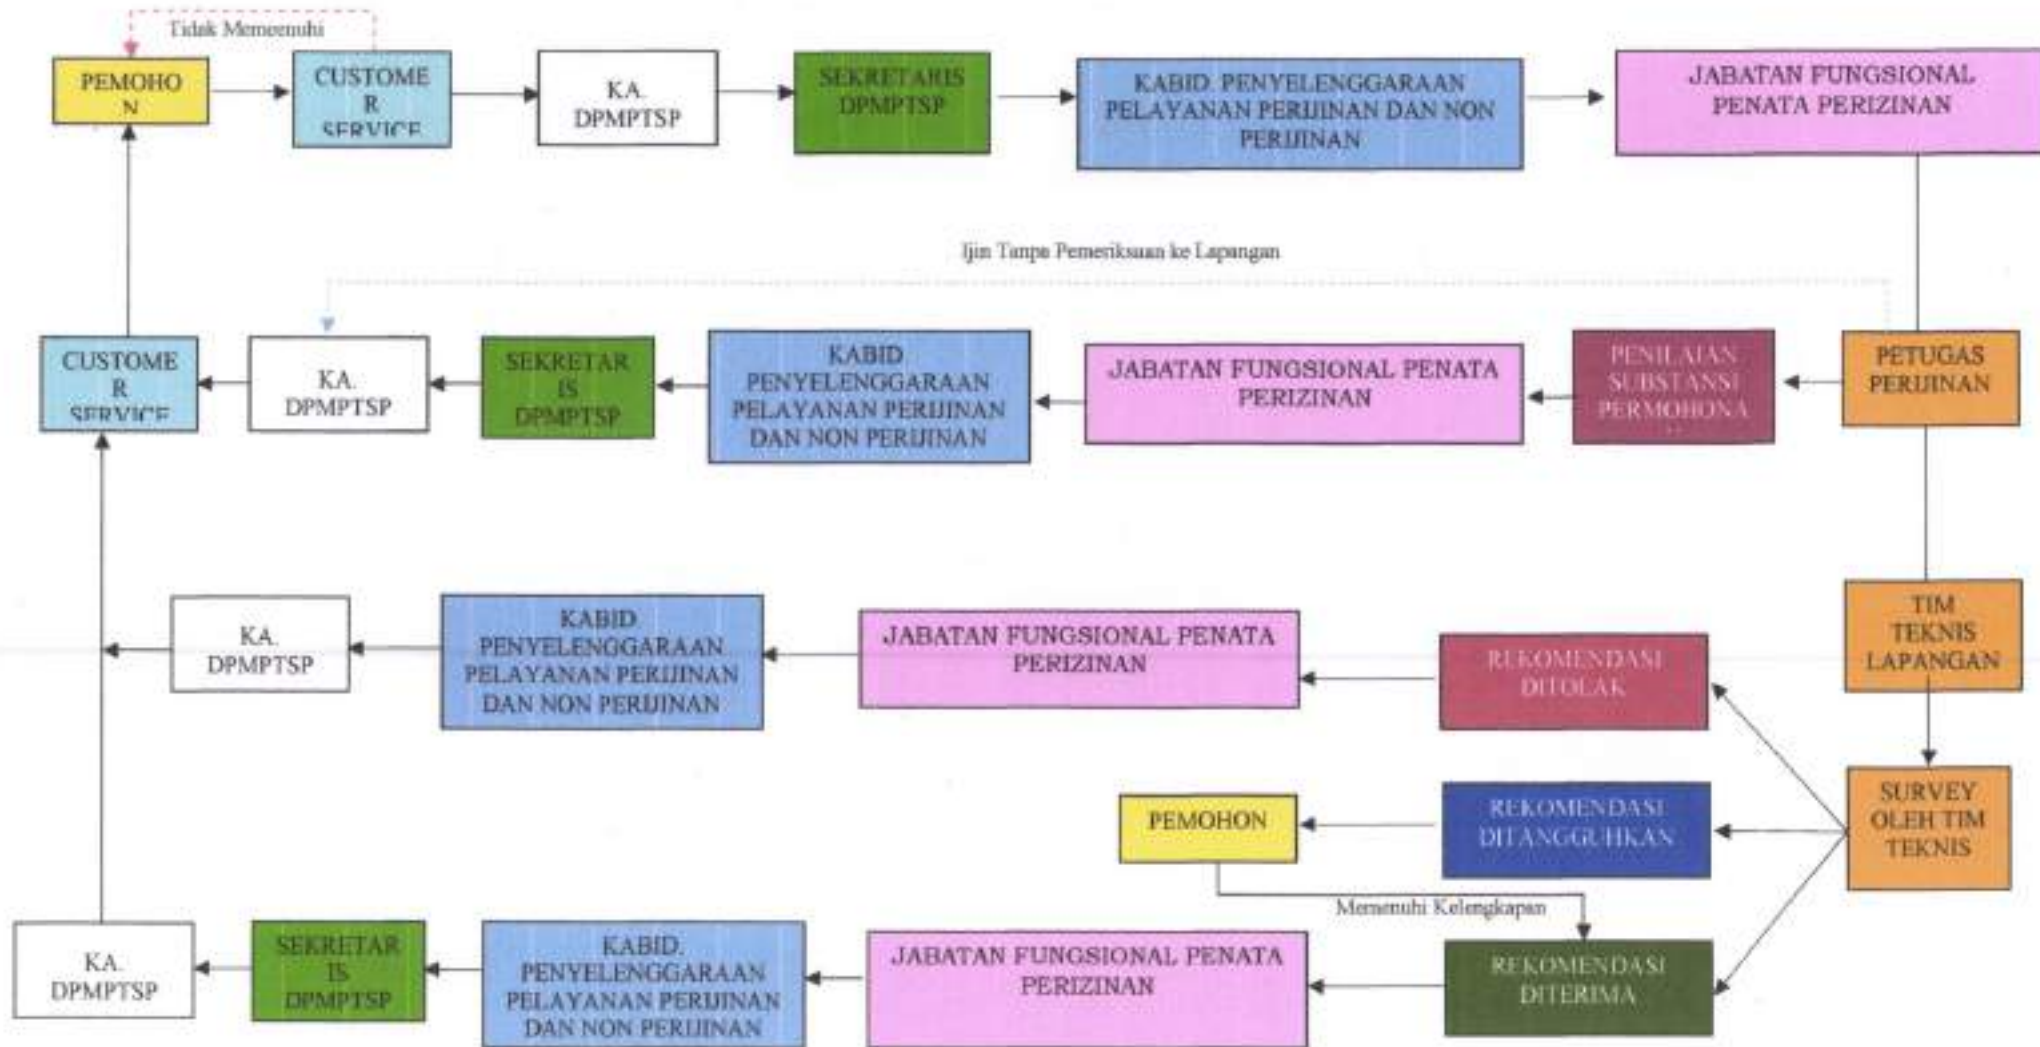 Tidak Memeenuhi
PEMOHO
N
CUSTOME
R
SERVICE
KA.
DPMPTSP
SEKRETARIS
DPMPTSP
KABID. PENYELENGGARAAN
PELAYANAN PERIJINAN DAN NON
PERIJINAN
JABATAN FUNGSIONAL
PENATA PERIZINAN
Ijin Tanpa Pemeriksaan ke Lapangan
CUSTOME
R
SERVICE
KA.
DPMPTSP
SEKRETAR
IS
DPMPTSP
KABID
PENYELENGGARAAN
PELAYANAN PERIJINAN
DAN NON PERIJINAN
JABATAN FUNGSIONAL PENATA
PERIZINAN
PENILAIAN
SUBSTANSI
PERMOHONA
PETUGAS
PERIJINAN
KA.
DPMPTSP
KABID
PENYELENGGARAAN
PELAYANAN PERIJINAN
DAN NON PERIJINAN
JABATAN FUNGSIONAL PENATA
PERIZINAN
REKOMENDASI
DITOLAK
TIM
TEKNIS
LAPANGAN
PEMOHON
REKOMENDASI
DITANGGUHKAN
SURVEY
OLEH TIM
TEKNIS
Memenuhi Kelengkapan
KA.
DPMPTSP
SEKRETAR
IS
DPMPTSP
KABID.
PENYELENGGARAAN
PELAYANAN PERIJINAN
DAN NON PERIJINAN
JABATAN FUNGSIONAL PENATA
PERIZINAN
REKOMENDASI
DITERIMA